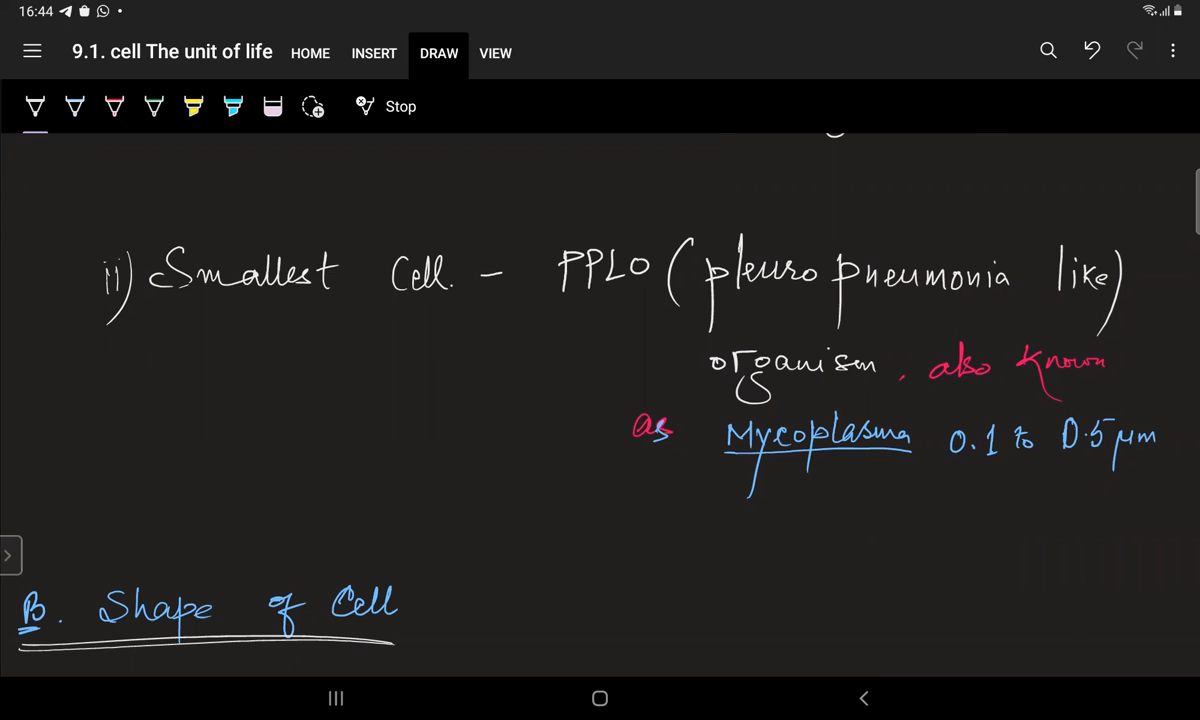 16:44
9.1. cell The unit of life HOME INSERT DRAW VIEW
Stop
ii) Smallest Cell. - PPLO (pleuro pneumonia like)
organism, also known
as Mycoplasma 0.1 to 0.5 μm
B. Shape of Cell